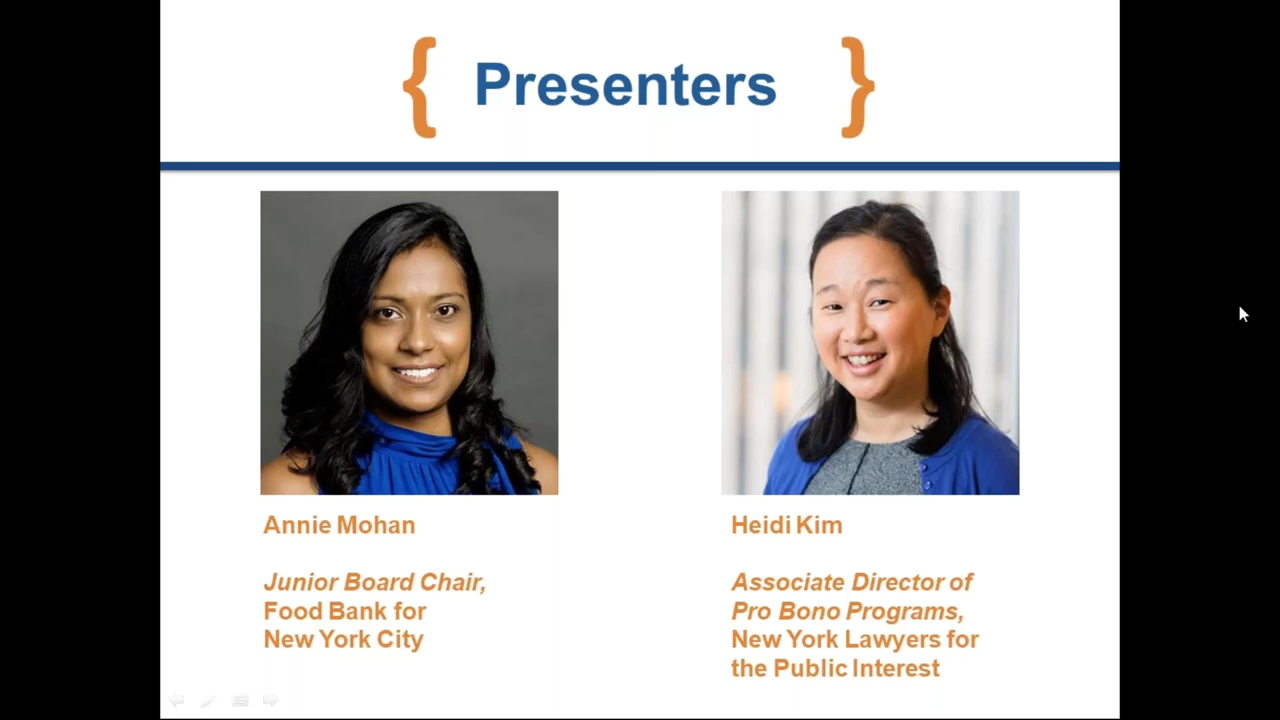 { Presenters }
Annie Mohan
Junior Board Chair,
Food Bank for
New York City
Heidi Kim
Associate Director of
Pro Bono Programs,
New York Lawyers for
the Public Interest